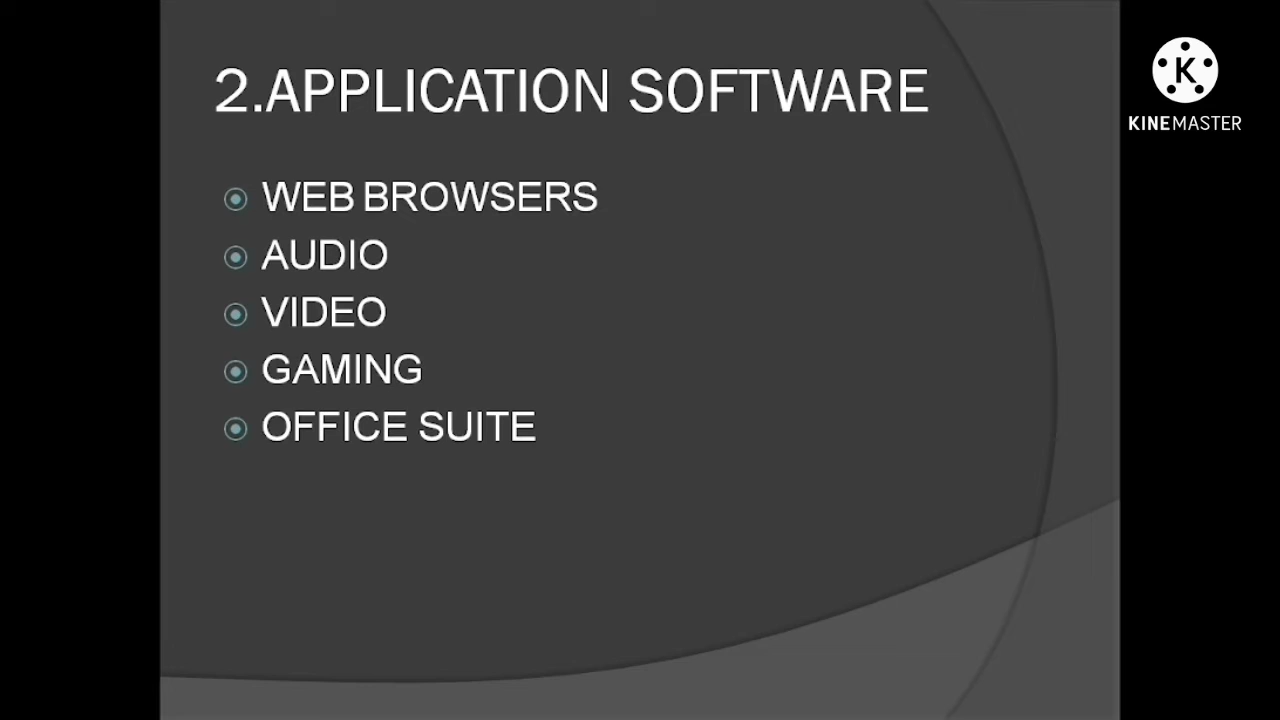 2.APPLICATION SOFTWARE
WEB BROWSERS
AUDIO
VIDEO
GAMING
OFFICE SUITE
K
KINEMASTER